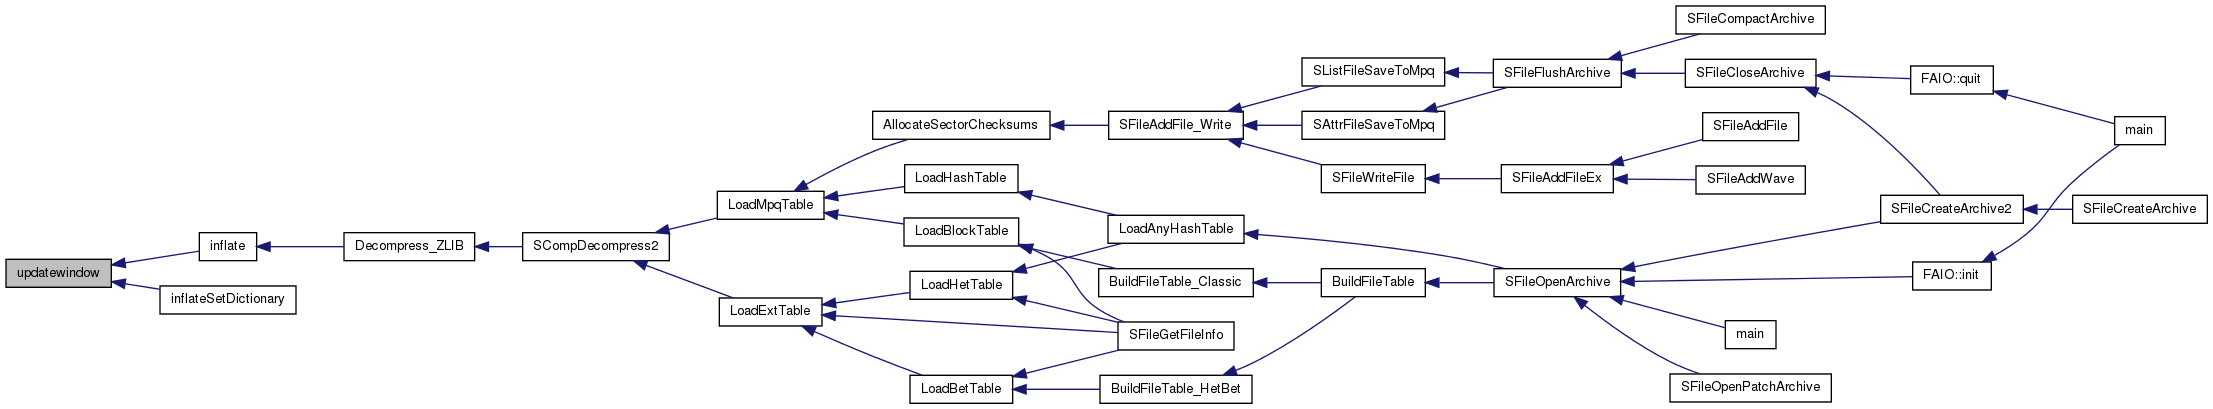 SFileCompactArchive
SListFileSaveToMpq
SFileFlushArchive
SFileCloseArchive
FAIO::quit
AllocateSectorChecksums
SFileAddFile_Write
SAttrFileSaveToMpq
SFileAddFile
main
LoadHashTable
SFileWriteFile
SFileAddFileEx
SFileAddWave
LoadMpqTable
SFileCreateArchive2
SFileCreateArchive
LoadBlockTable
LoadAnyHashTable
inflate
Decompress_ZLIB
SCompDecompress2
updatewindow
inflateSetDictionary
LoadHetTable
BuildFileTable_Classic
BuildFileTable
SFileOpenArchive
FAIO::init
LoadExtTable
SFileGetFileInfo
main
LoadBetTable
BuildFileTable_HetBet
SFileOpenPatchArchive